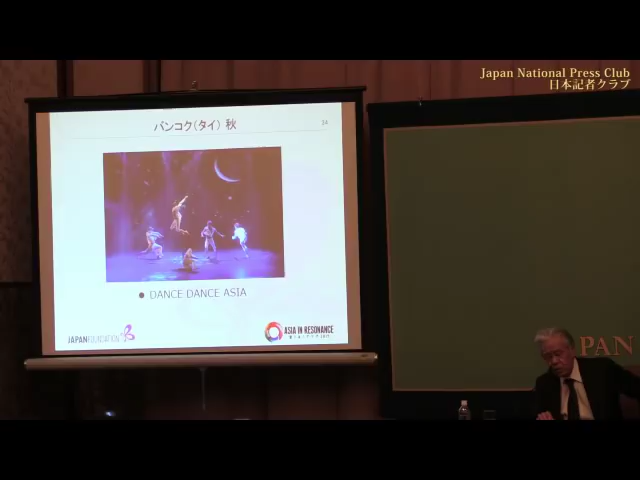 Japan National Press Club
日本記者クラブ
バンコク(タイ) 秋
34
● DANCE DANCE ASIA
JAPANFOUNDATION
ASIA IN RESONANCE
PAN